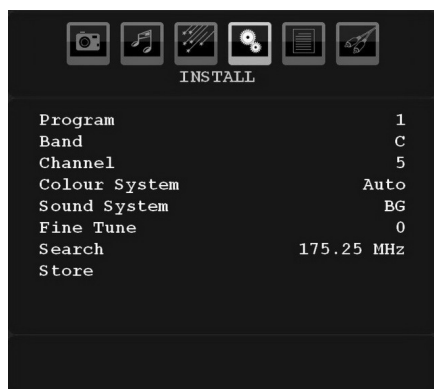 INSTALL
Program 1
Band C
Channel 5
Colour System Auto
Sound System BG
Fine Tune 0
Search 175.25 MHz
Store